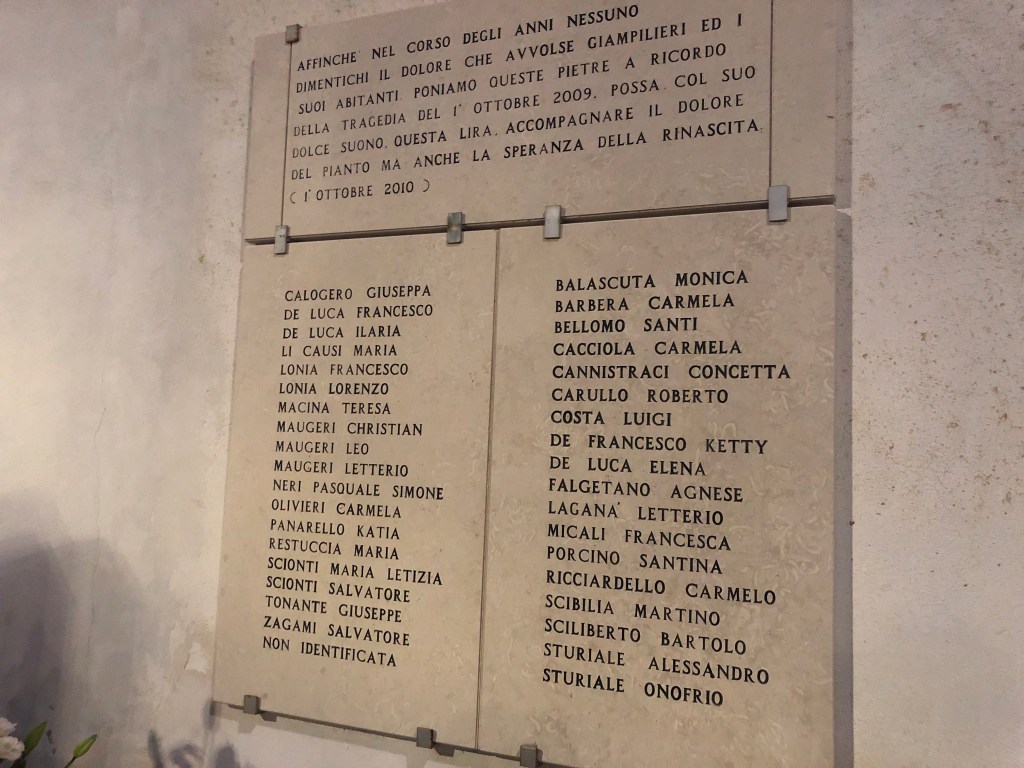 AFFINCHE' NEL CORSO DEGLI ANNI NESSUNO
DIMENTICHI IL DOLORE CHE AVVOLSE GIAMPILIERI ED I
SUOI ABITANTI. PONIAMO QUESTE PIETRE A RICORDO
DELLA TRAGEDIA DEL 1° OTTOBRE 2009. POSSA, COL SUO
DOLCE SUONO, QUESTA LIRA, ACCOMPAGNARE IL DOLORE
DEL PIANTO MA ANCHE LA SPERANZA DELLA RINASCITA.
( 1° OTTOBRE 2010 )
CALOGERO GIUSEPPA
DE LUCA FRANCESCO
DE LUCA ILARIA
LI CAUSI MARIA
LONIA FRANCESCO
LONIA LORENZO
MACINA TERESA
MAUGERI CHRISTIAN
MAUGERI LEO
MAUGERI LETTERIO
NERI PASQUALE SIMONE
OLIVIERI CARMELA
PANARELLO KATIA
RESTUCCIA MARIA
SCIONTI MARIA LETIZIA
SCIONTI SALVATORE
TONANTE GIUSEPPE
ZAGAMI SALVATORE
NON IDENTIFICATA
BALASCUTA MONICA
BARBERA CARMELA
BELLOMO SANTI
CACCIOLA CARMELA
CANNISTRACI CONCETTA
CARULLO ROBERTO
COSTA LUIGI
DE FRANCESCO KETTY
DE LUCA ELENA
FALGETANO AGNESE
LAGANA' LETTERIO
MICALI FRANCESCA
PORCINO SANTINA
RICCIARDELLO CARMELO
SCIBILIA MARTINO
SCILIBERTO BARTOLO
STURIALE ALESSANDRO
STURIALE ONOFRIO